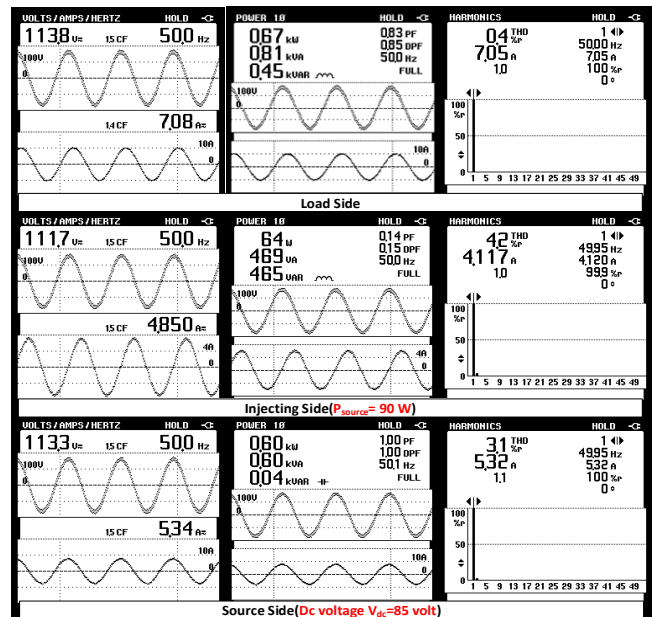 VOLTS/AMPS/HERTZ HOLD
113,8 V≂ 1,5 CF 50,0 Hz
100V
0
1,4 CF 7,08 A≂
10A
0
POWER 1Ø HOLD
0,67 kW 0,83 PF
0,81 kVA 0,85 DPF
0,45 kVAR 50,0 Hz
FULL
100V
0
10A
0
HARMONICS HOLD
0,4 THD %r 1
7,05 A 50,00 Hz
1,0 7,05 A
100 %r
0 °
100
%r
50
0
1 5 9 13 17 21 25 29 33 37 41 45 49
Load Side
VOLTS/AMPS/HERTZ HOLD
111,7 V≂ 1,5 CF 50,0 Hz
100V
0
1,5 CF 4,850 A≂
4A
0
POWER 1Ø HOLD
64 W 0,14 PF
469 VA 0,15 DPF
465 VAR 50,0 Hz
FULL
100V
0
4A
0
HARMONICS HOLD
4,2 THD %r 1
4,117 A 49,95 Hz
1,0 4,120 A
99,9 %r
0 °
100
%r
50
0
1 5 9 13 17 21 25 29 33 37 41 45 49
Injecting Side(Psource= 90 W)
VOLTS/AMPS/HERTZ HOLD
113,3 V≂ 1,5 CF 50,0 Hz
100V
0
1,5 CF 5,34 A≂
10A
0
POWER 1Ø HOLD
0,60 kW 1,00 PF
0,60 kVA 1,00 DPF
0,04 kVAR 50,1 Hz
FULL
100V
0
10A
0
HARMONICS HOLD
3,1 THD %r 1
5,32 A 49,95 Hz
1,1 5,32 A
100 %r
0 °
100
%r
50
0
1 5 9 13 17 21 25 29 33 37 41 45 49
Source Side(Dc voltage Vdc=85 volt)